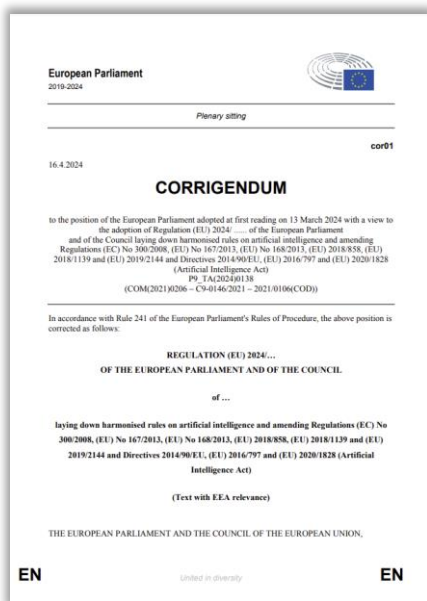 European Parliament
2019-2024
Plenary sitting
cor01
16.4.2024
CORRIGENDUM
to the position of the European Parliament adopted at first reading on 13 March 2024 with a view to
the adoption of Regulation (EU) 2024/ ...... of the European Parliament
and of the Council laying down harmonised rules on artificial intelligence and amending
Regulations (EC) No 300/2008, (EU) No 167/2013, (EU) No 168/2013, (EU) 2018/858, (EU)
2018/1139 and (EU) 2019/2144 and Directives 2014/90/EU, (EU) 2016/797 and (EU) 2020/1828
(Artificial Intelligence Act)
P9_TA(2024)0138
(COM(2021)0206 – C9-0146/2021 – 2021/0106(COD))
In accordance with Rule 241 of the European Parliament's Rules of Procedure, the above position is
corrected as follows:
REGULATION (EU) 2024/…
OF THE EUROPEAN PARLIAMENT AND OF THE COUNCIL
of …
laying down harmonised rules on artificial intelligence and amending Regulations (EC) No
300/2008, (EU) No 167/2013, (EU) No 168/2013, (EU) 2018/858, (EU) 2018/1139 and (EU)
2019/2144 and Directives 2014/90/EU, (EU) 2016/797 and (EU) 2020/1828 (Artificial
Intelligence Act)
(Text with EEA relevance)
THE EUROPEAN PARLIAMENT AND THE COUNCIL OF THE EUROPEAN UNION,
EN United in diversity EN